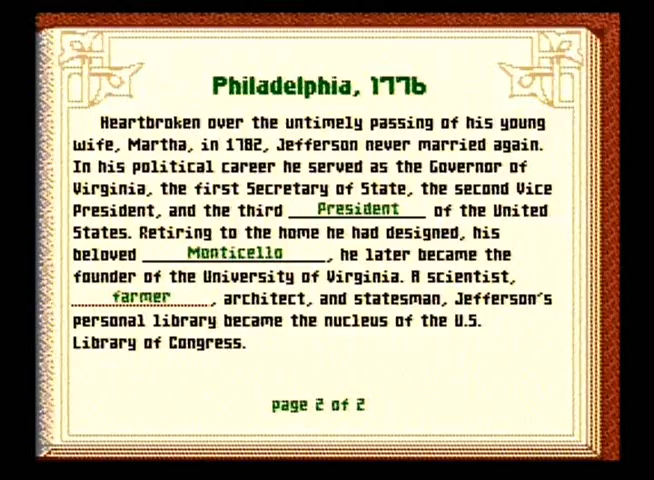 Philadelphia, 1776
Heartbroken over the untimely passing of his young
wife, Martha, in 1782, Jefferson never married again.
In his political career he served as the Governor of
Virginia, the first Secretary of State, the second Vice
President, and the third President of the United
States. Retiring to the home he had designed, his
beloved Monticello, he later became the
founder of the University of Virginia. A scientist,
farmer, architect, and statesman, Jefferson's
personal library became the nucleus of the U.S.
Library of Congress.
page 2 of 2